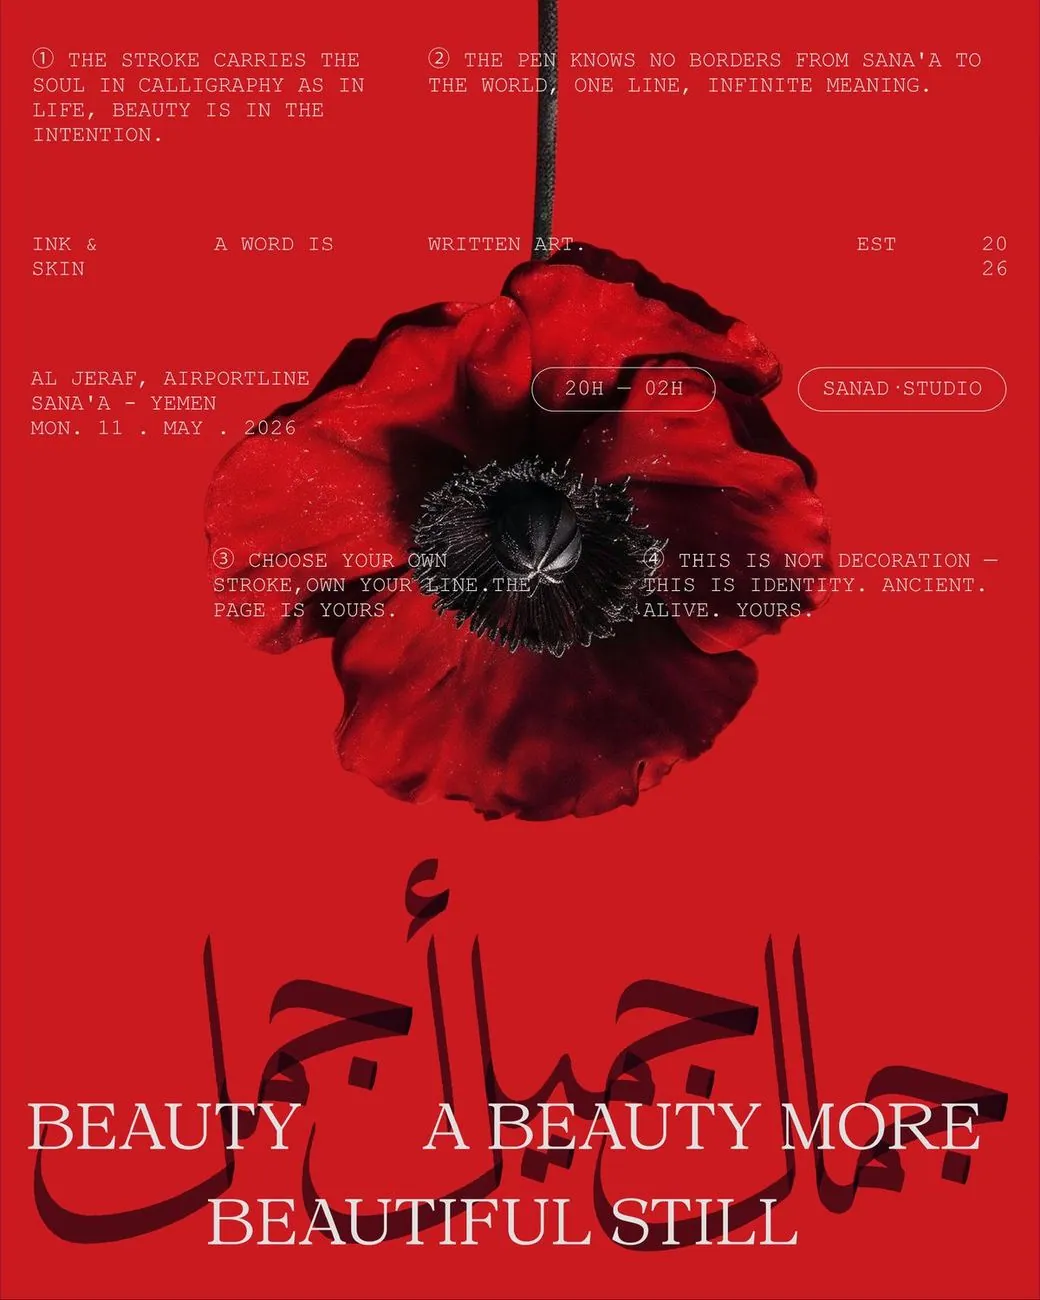 ① THE STROKE CARRIES THE
SOUL IN CALLIGRAPHY AS IN
LIFE, BEAUTY IS IN THE
INTENTION.
② THE PEN KNOWS NO BORDERS FROM SANA'A TO
THE WORLD, ONE LINE, INFINITE MEANING.
INK &
SKIN
A WORD IS
WRITTEN ART.
EST
20
26
AL JERAF, AIRPORTLINE
SANA'A - YEMEN
MON. 11 . MAY . 2026
20H — 02H
SANAD·STUDIO
③ CHOOSE YOUR OWN
STROKE,OWN YOUR LINE.THE
PAGE IS YOURS.
④ THIS IS NOT DECORATION —
THIS IS IDENTITY. ANCIENT.
ALIVE. YOURS.
جمال جميل أجمل
BEAUTY A BEAUTY MORE
BEAUTIFUL STILL